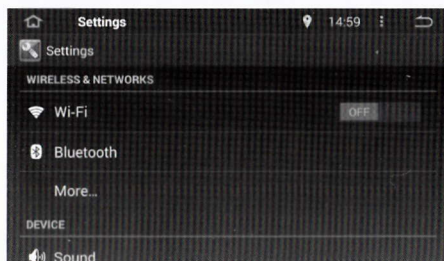 Settings 14:59
Settings
WIRELESS & NETWORKS
Wi-Fi OFF
Bluetooth
More...
DEVICE
Sound